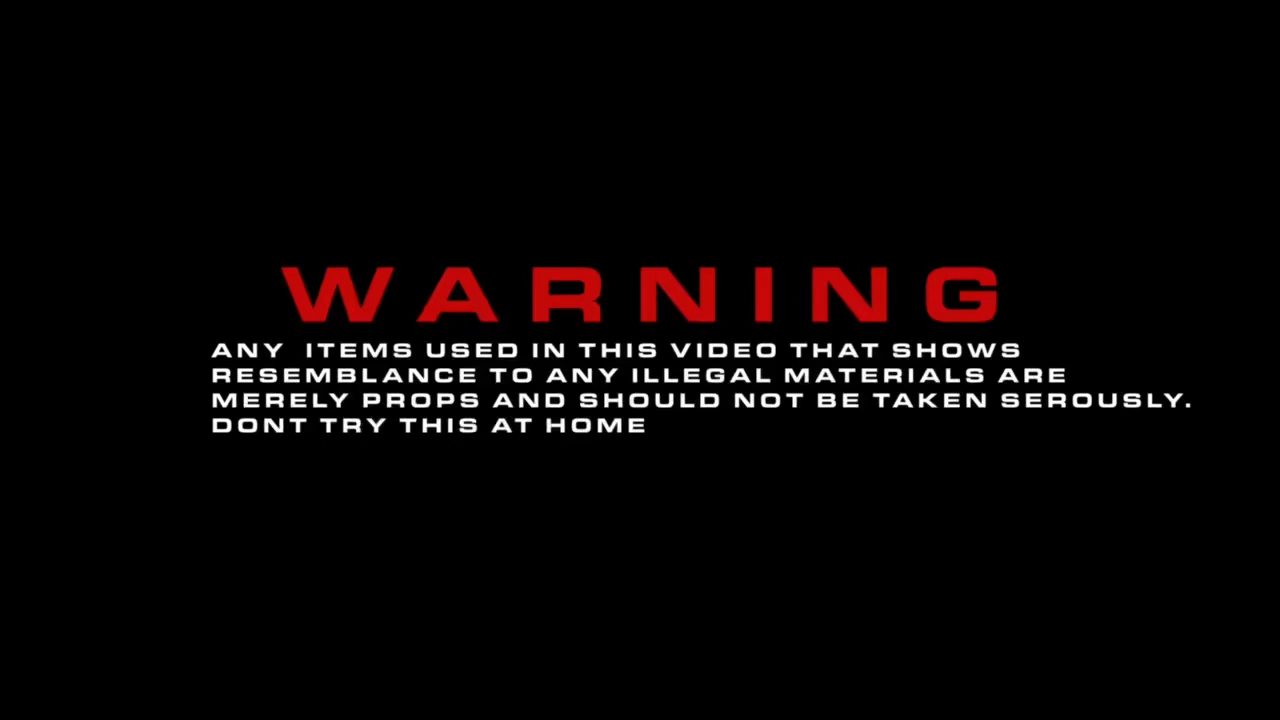 WARNING
ANY ITEMS USED IN THIS VIDEO THAT SHOWS
RESEMBLANCE TO ANY ILLEGAL MATERIALS ARE
MERELY PROPS AND SHOULD NOT BE TAKEN SEROUSLY.
DONT TRY THIS AT HOME